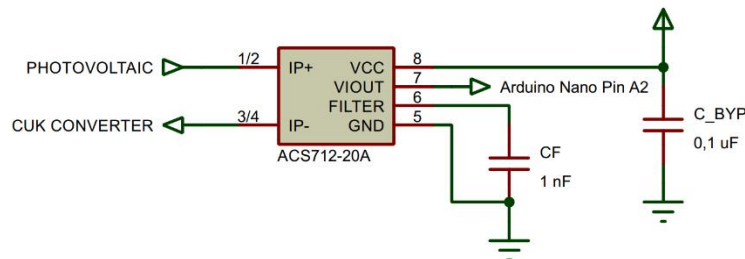 PHOTOVOLTAIC
1/2
IP+
VCC
8
VIOUT
7
Arduino Nano Pin A2
FILTER
6
CUK CONVERTER
3/4
IP-
GND
5
ACS712-20A
CF
1 nF
C_BYP
0,1 uF